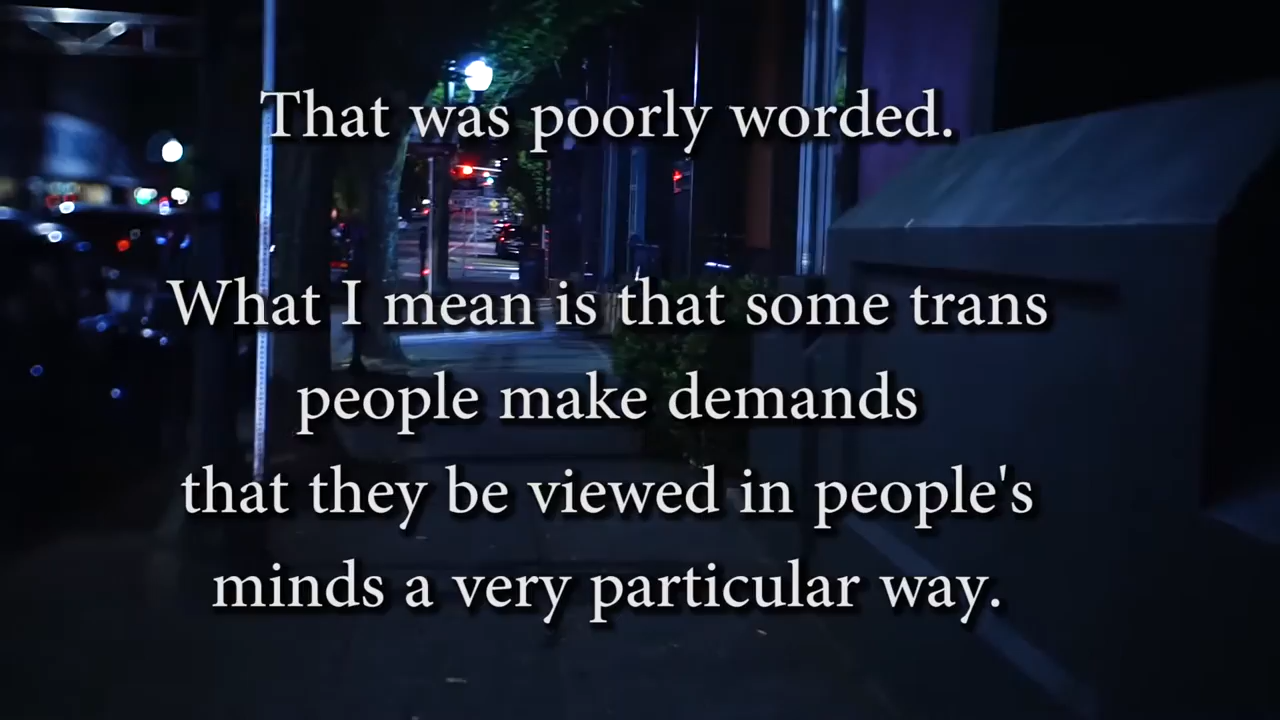 That was poorly worded.
What I mean is that some trans
people make demands
that they be viewed in people's
minds a very particular way.